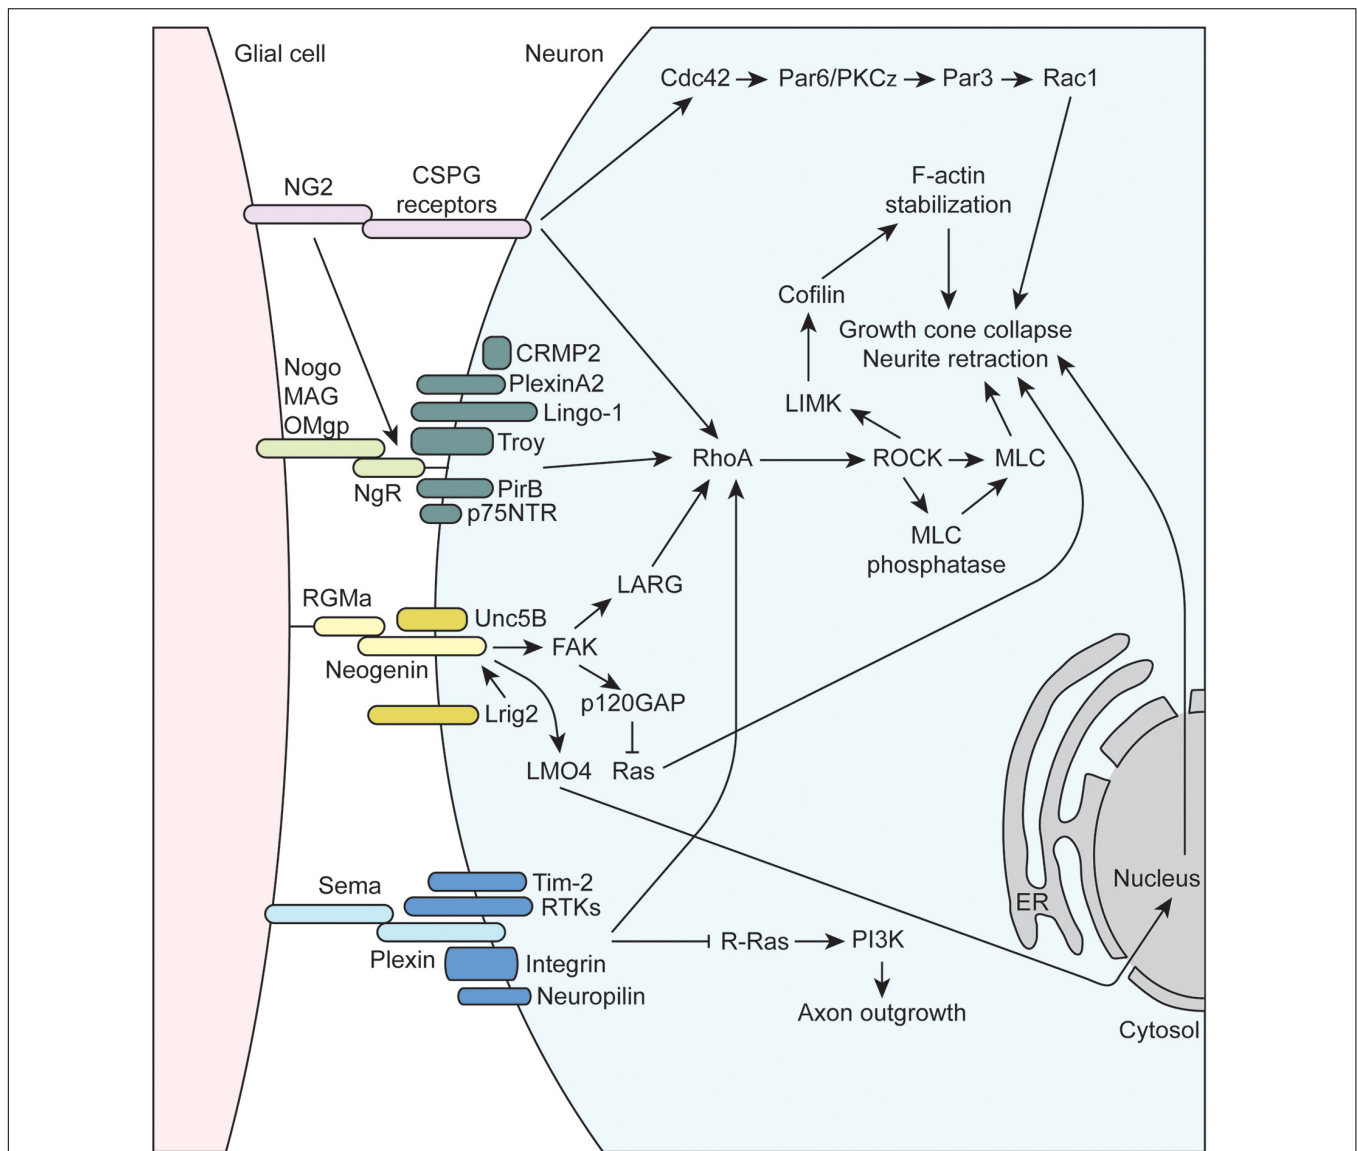 Glial cell
Neuron
Cdc42
Par6/PKCz
Par3
Rac1
NG2
CSPG
receptors
F-actin
stabilization
Cofilin
Growth cone collapse
Neurite retraction
CRMP2
PlexinA2
Lingo-1
Troy
Nogo
MAG
OMgp
NgR
PirB
p75NTR
LIMK
RhoA
ROCK
MLC
MLC
phosphatase
LARG
RGMa
Unc5B
FAK
Neogenin
p120GAP
Lrig2
LMO4
Ras
Sema
Tim-2
RTKs
Plexin
Integrin
Neuropilin
R-Ras
PI3K
Axon outgrowth
ER
Nucleus
Cytosol